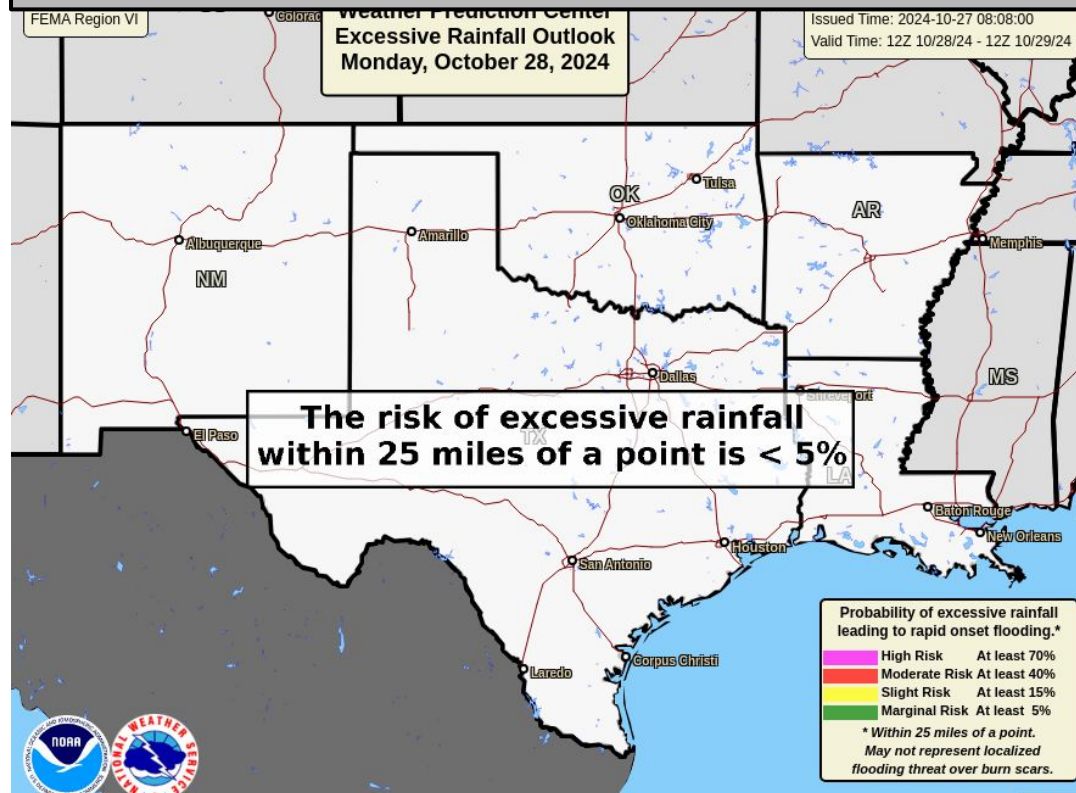 FEMA Region VI
Weather Prediction Center
Excessive Rainfall Outlook
Monday, October 28, 2024
Issued Time: 2024-10-27 08:08:00
Valid Time: 12Z 10/28/24 - 12Z 10/29/24
Colorad
Tulsa
OK
Oklahoma City
AR
Albuquerque
Amarillo
Memphis
NM
Dallas
MS
Shreveport
The risk of excessive rainfall
within 25 miles of a point is < 5%
El Paso
TX
LA
Baton Rouge
New Orleans
Houston
San Antonio
Laredo
Corpus Christi
Probability of excessive rainfall
leading to rapid onset flooding.*
High Risk At least 70%
Moderate Risk At least 40%
Slight Risk At least 15%
Marginal Risk At least 5%
* Within 25 miles of a point.
May not represent localized
flooding threat over burn scars.
NOAA
NATIONAL WEATHER SERVICE